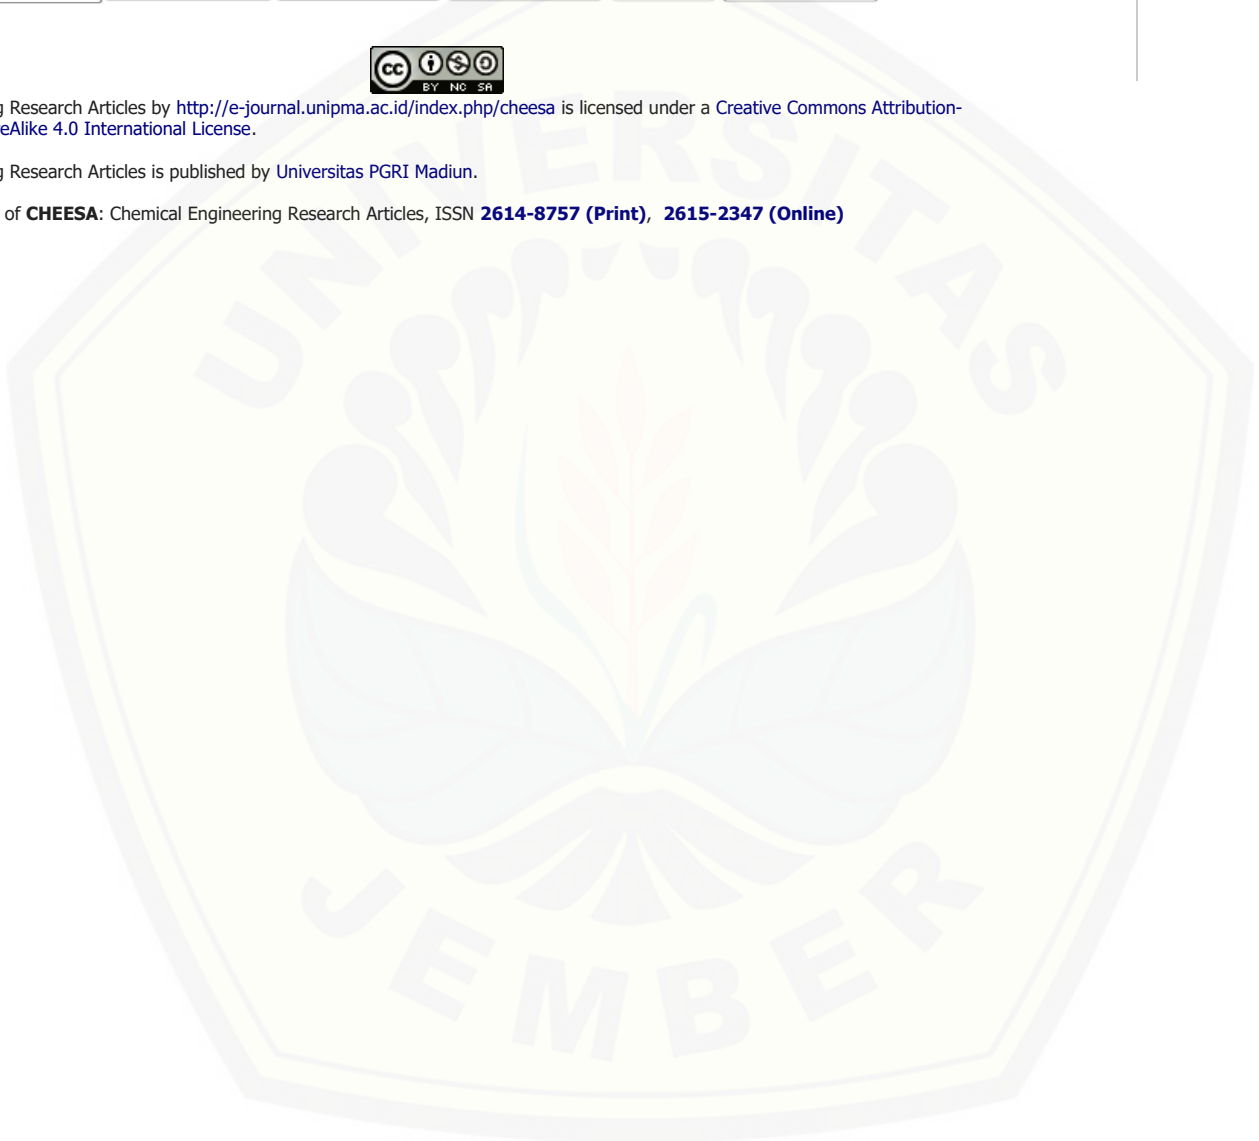 BY NC SA
g Research Articles by http://e-journal.unipma.ac.id/index.php/cheesa is licensed under a Creative Commons Attribution-
eAlike 4.0 International License.
g Research Articles is published by Universitas PGRI Madiun.
of CHEESA: Chemical Engineering Research Articles, ISSN 2614-8757 (Print), 2615-2347 (Online)
UNIVERSITAS
JEMBER